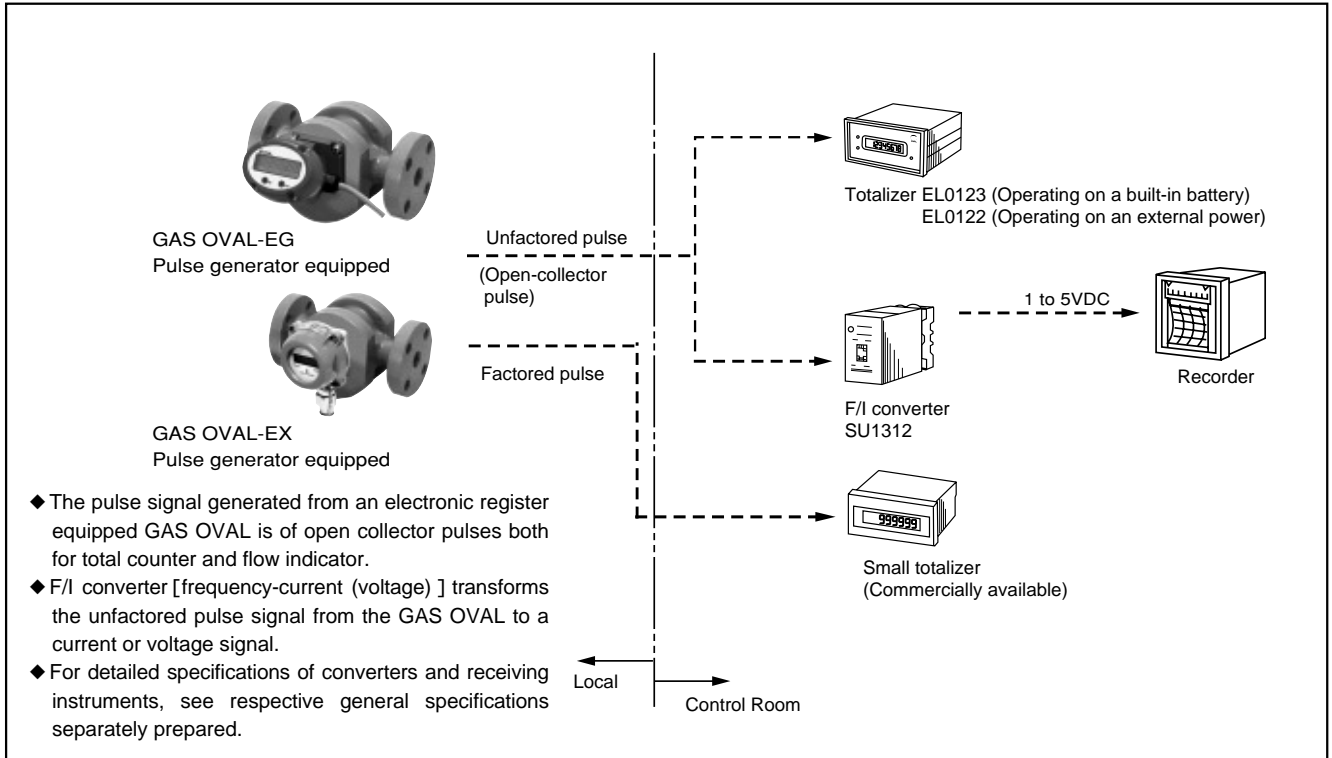 GAS OVAL-EG
Pulse generator equipped
Unfactored pulse
(Open-collector
pulse)
GAS OVAL-EX
Pulse generator equipped
Factored pulse
12345678
Totalizer EL0123 (Operating on a built-in battery)
EL0122 (Operating on an external power)
F/I converter
SU1312
1 to 5VDC
Recorder
999999
Small totalizer
(Commercially available)
◆ The pulse signal generated from an electronic register
equipped GAS OVAL is of open collector pulses both
for total counter and flow indicator.
◆ F/I converter [frequency-current (voltage) ] transforms
the unfactored pulse signal from the GAS OVAL to a
current or voltage signal.
◆ For detailed specifications of converters and receiving
instruments, see respective general specifications
separately prepared.
Local
Control Room